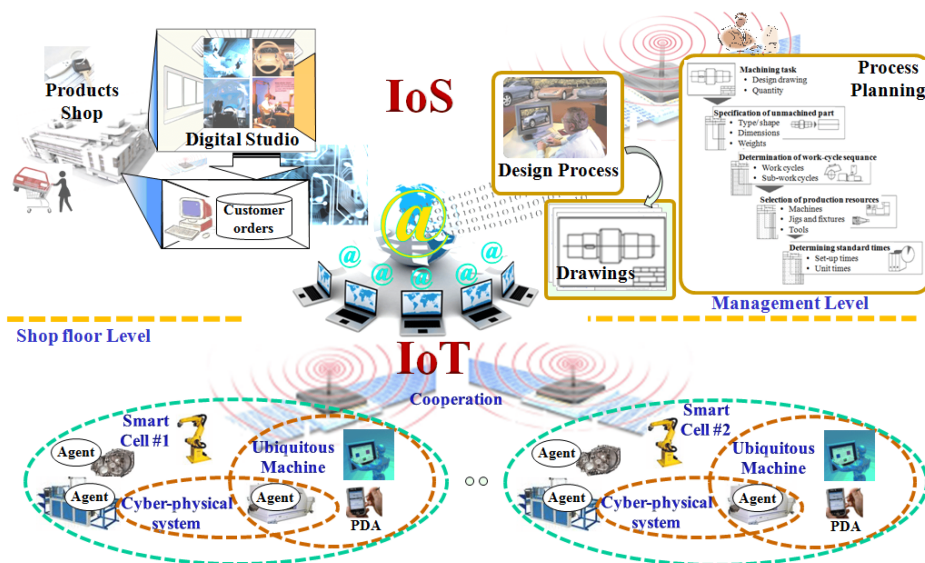 Products
Shop
Digital Studio
Customer
orders
IoS
@
@
@
@
@
@
Design Process
Drawings
Process
Planning
Machining task
• Design drawing
• Quantity
Specification of unmachined part
• Type/ shape
• Dimensions
• Weights
Determination of work-cycle sequence
• Work cycles
• Sub-work cycles
Selection of production resources
• Machines
• Jigs and fixtures
• Tools
Determining standard times
• Set-up times
• Unit times
Management Level
Shop floor Level
IoT
Cooperation
Smart
Cell #1
Agent
Ubiquitous
Machine
Agent
Cyber-physical
system
Agent
PDA
Smart
Cell #2
Agent
Ubiquitous
Machine
Agent
Cyber-physical
system
Agent
PDA